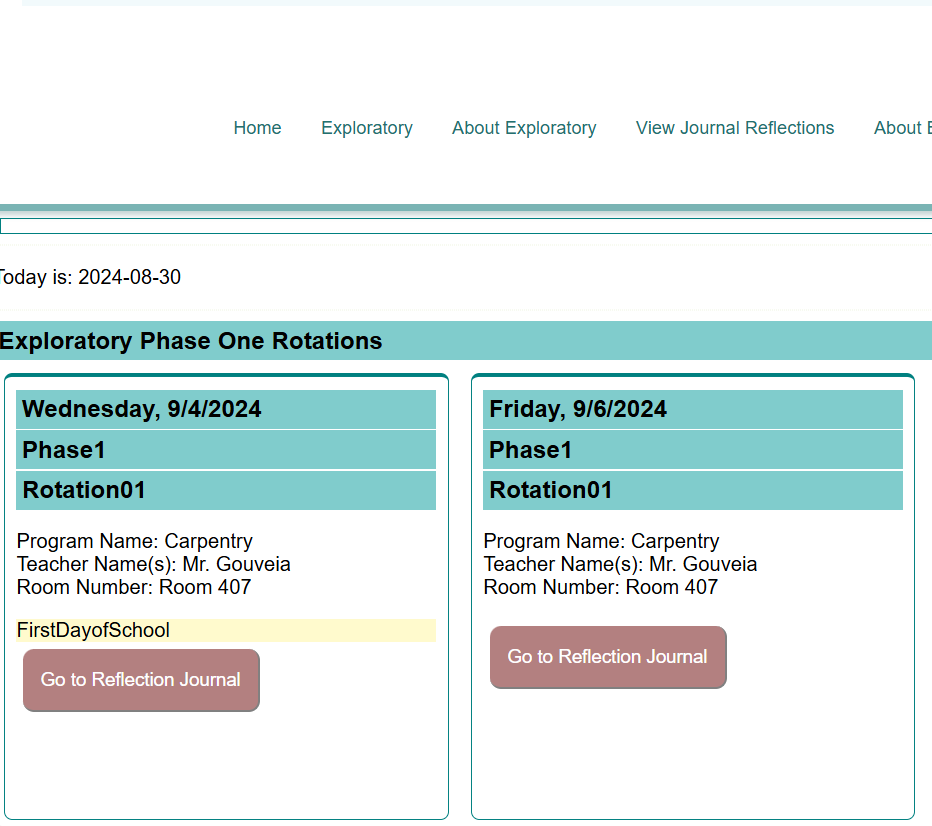 Home Exploratory About Exploratory View Journal Reflections About
Today is: 2024-08-30
Exploratory Phase One Rotations
Wednesday, 9/4/2024
Phase1
Rotation01
Program Name: Carpentry
Teacher Name(s): Mr. Gouveia
Room Number: Room 407
FirstDayofSchool
Go to Reflection Journal
Friday, 9/6/2024
Phase1
Rotation01
Program Name: Carpentry
Teacher Name(s): Mr. Gouveia
Room Number: Room 407
Go to Reflection Journal